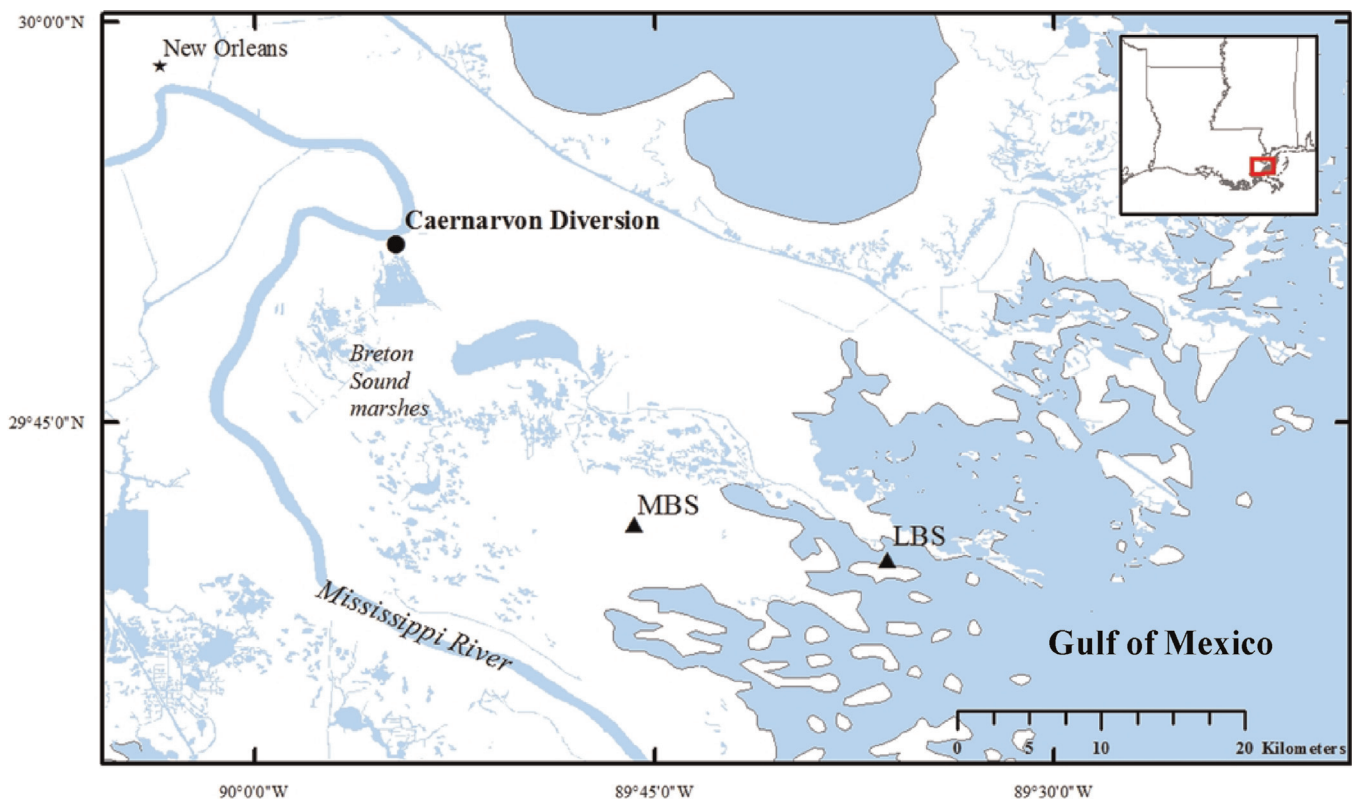 30°0'0"N
New Orleans
Caernarvon Diversion
Breton
Sound
marshes
29°45'0"N
MBS
LBS
Mississippi River
Gulf of Mexico
0 5 10 20 Kilometers
90°0'0"W 89°45'0"W 89°30'0"W